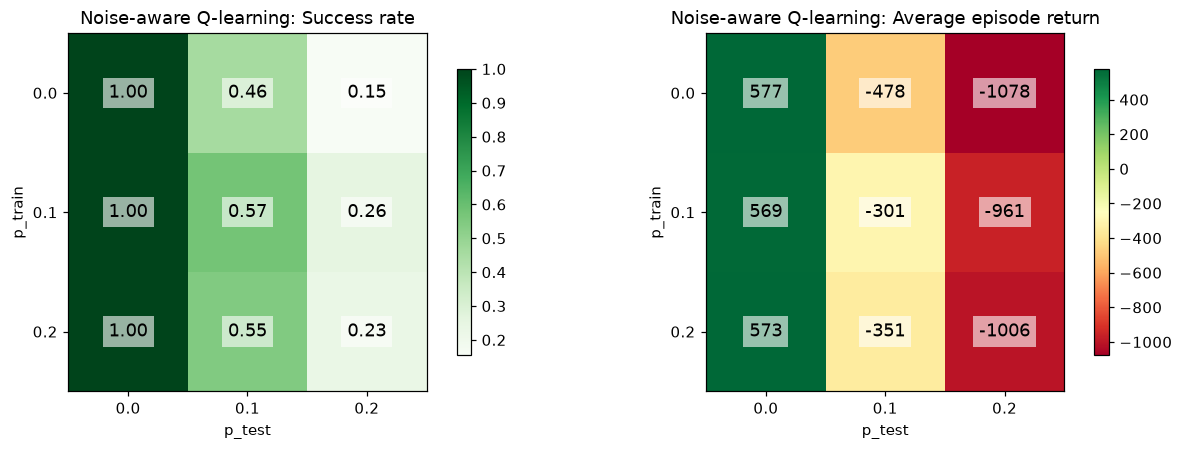 Noise-aware Q-learning: Success rate
0.0
0.1
0.2
p_train
1.00 0.46 0.15
1.00 0.57 0.26
1.00 0.55 0.23
0.0 0.1 0.2
p_test
1.0
0.9
0.8
0.7
0.6
0.5
0.4
0.3
0.2
Noise-aware Q-learning: Average episode return
0.0
0.1
0.2
p_train
577 -478 -1078
569 -301 -961
573 -351 -1006
0.0 0.1 0.2
p_test
400
200
0
−200
−400
−600
−800
−1000